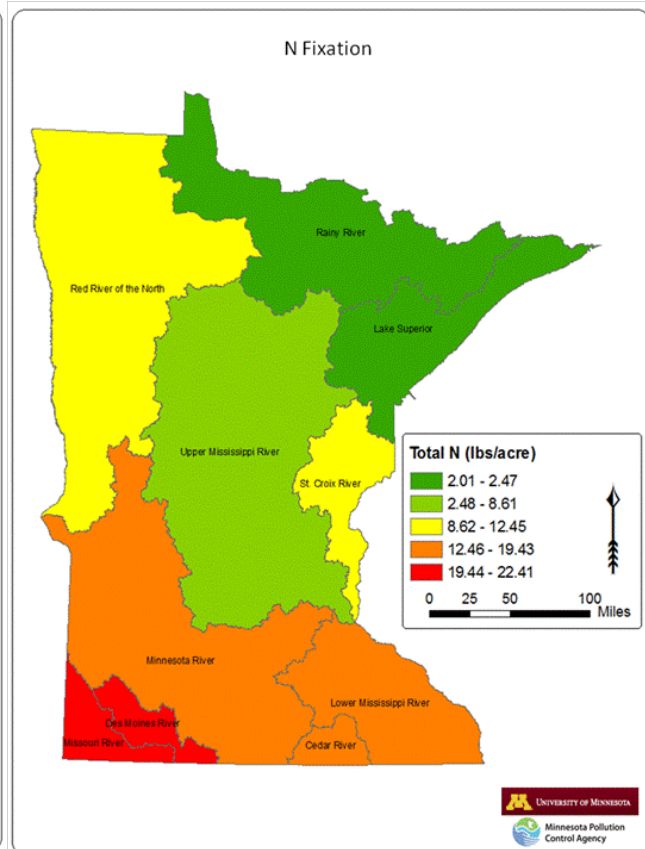 N Fixation
Rainy River
Red River of the North
Lake Superior
Upper Mississippi River
St. Croix River
Total N (lbs/acre)
2.01 - 2.47
2.48 - 8.61
8.62 - 12.45
12.46 - 19.43
19.44 - 22.41
0 25 50 100
Miles
Minnesota River
Lower Mississippi River
Des Moines River
Missouri River
Cedar River
M University of Minnesota
Minnesota Pollution
Control Agency